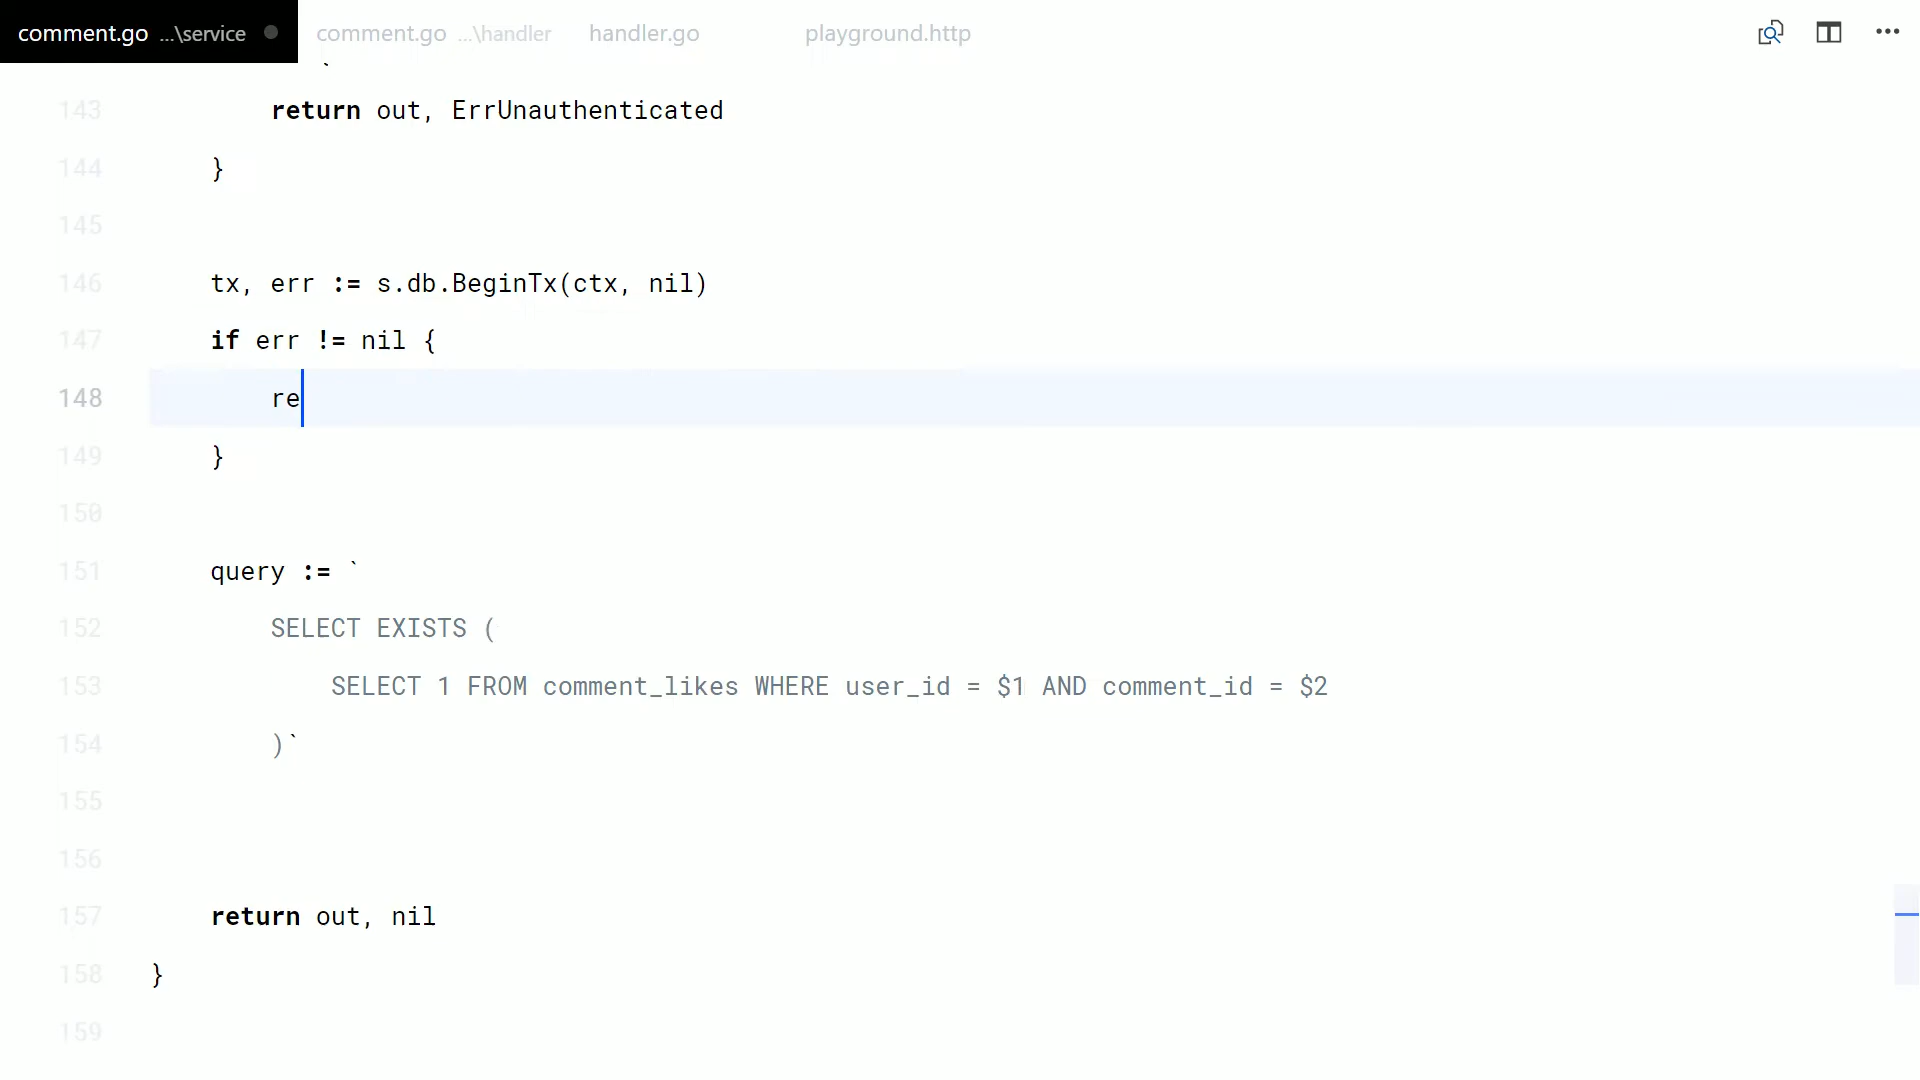 comment.go ...\service comment.go ...\handler handler.go playground.http
`
143 return out, ErrUnauthenticated
144 }
145
146 tx, err := s.db.BeginTx(ctx, nil)
147 if err != nil {
148 re
149 }
150
151 query := `
152 SELECT EXISTS (
153 SELECT 1 FROM comment_likes WHERE user_id = $1 AND comment_id = $2
154 )`
155
156
157 return out, nil
158 }
159